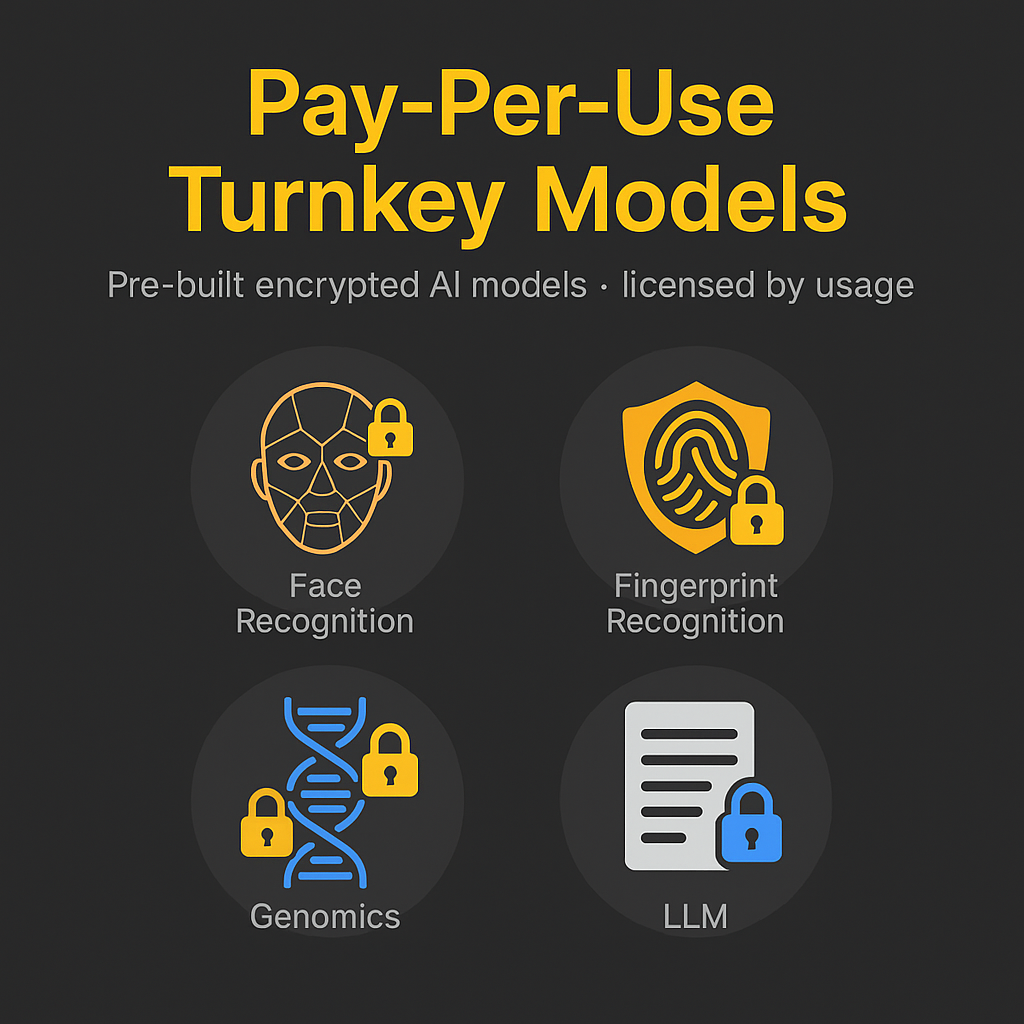 Pay-Per-Use
Turnkey Models
Pre-built encrypted AI models · licensed by usage
Face
Recognition
Fingerprint
Recognition
Genomics
LLM